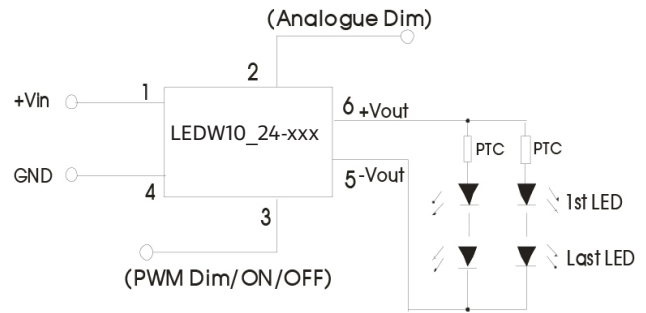 (Analogue Dim)
2
+Vin
1
6 +Vout
LEDW10_24-xxx
PTC
PTC
GND
4
5 -Vout
1st LED
3
Last LED
(PWM Dim/ON/OFF)